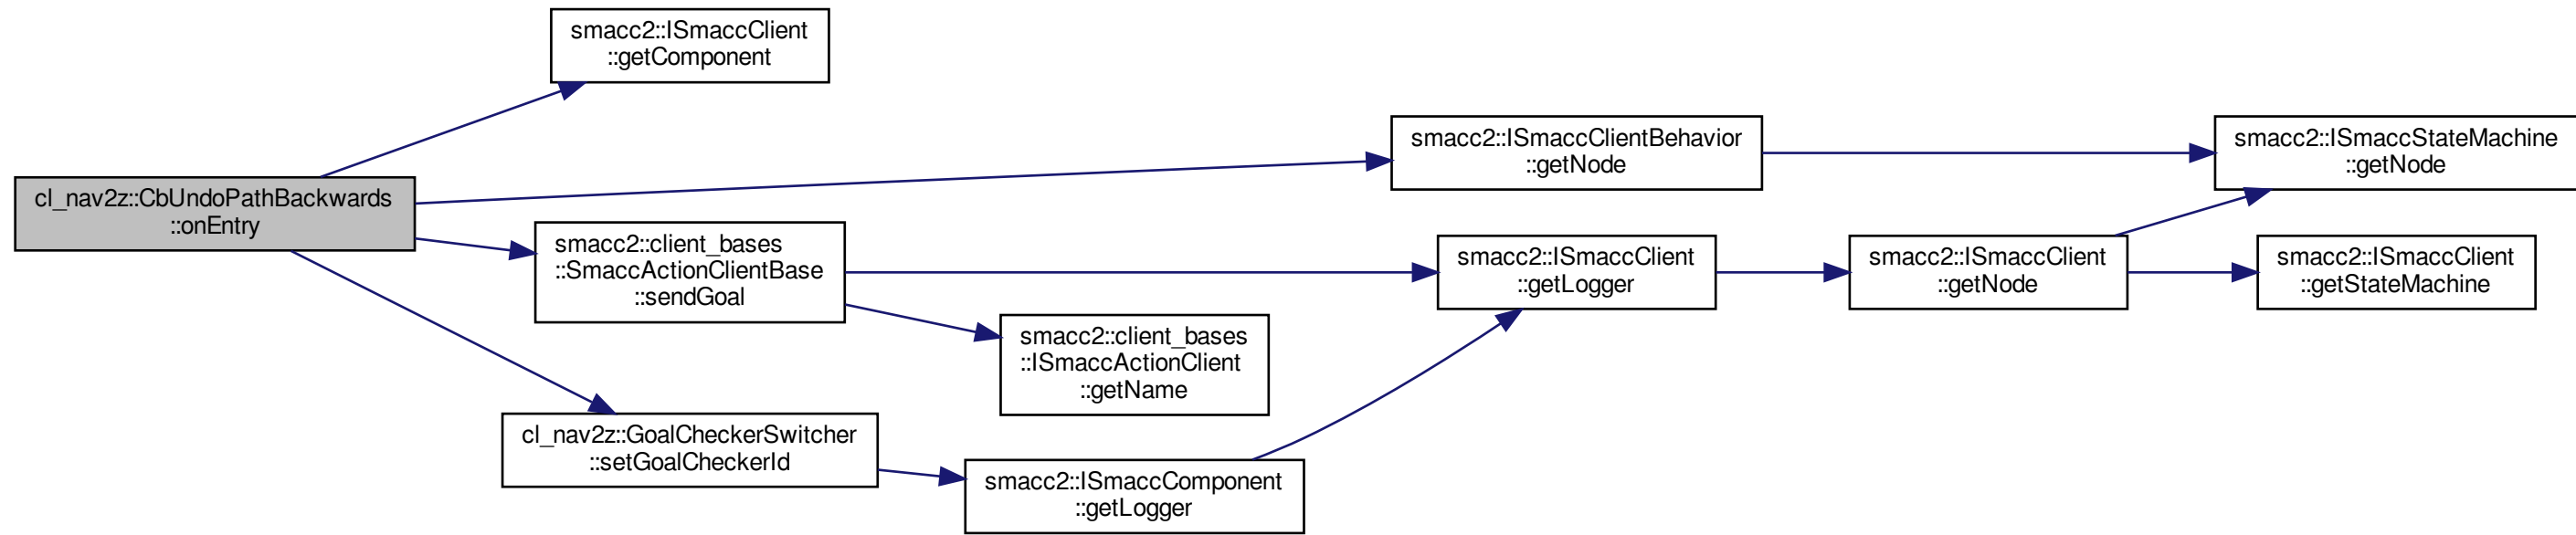 smacc2::ISmaccClient
::getComponent
cl_nav2z::CbUndoPathBackwards
::onEntry
smacc2::ISmaccClientBehavior
::getNode
smacc2::ISmaccStateMachine
::getNode
smacc2::client_bases
::SmaccActionClientBase
::sendGoal
smacc2::ISmaccClient
::getLogger
smacc2::ISmaccClient
::getNode
smacc2::ISmaccClient
::getStateMachine
smacc2::client_bases
::ISmaccActionClient
::getName
cl_nav2z::GoalCheckerSwitcher
::setGoalCheckerId
smacc2::ISmaccComponent
::getLogger